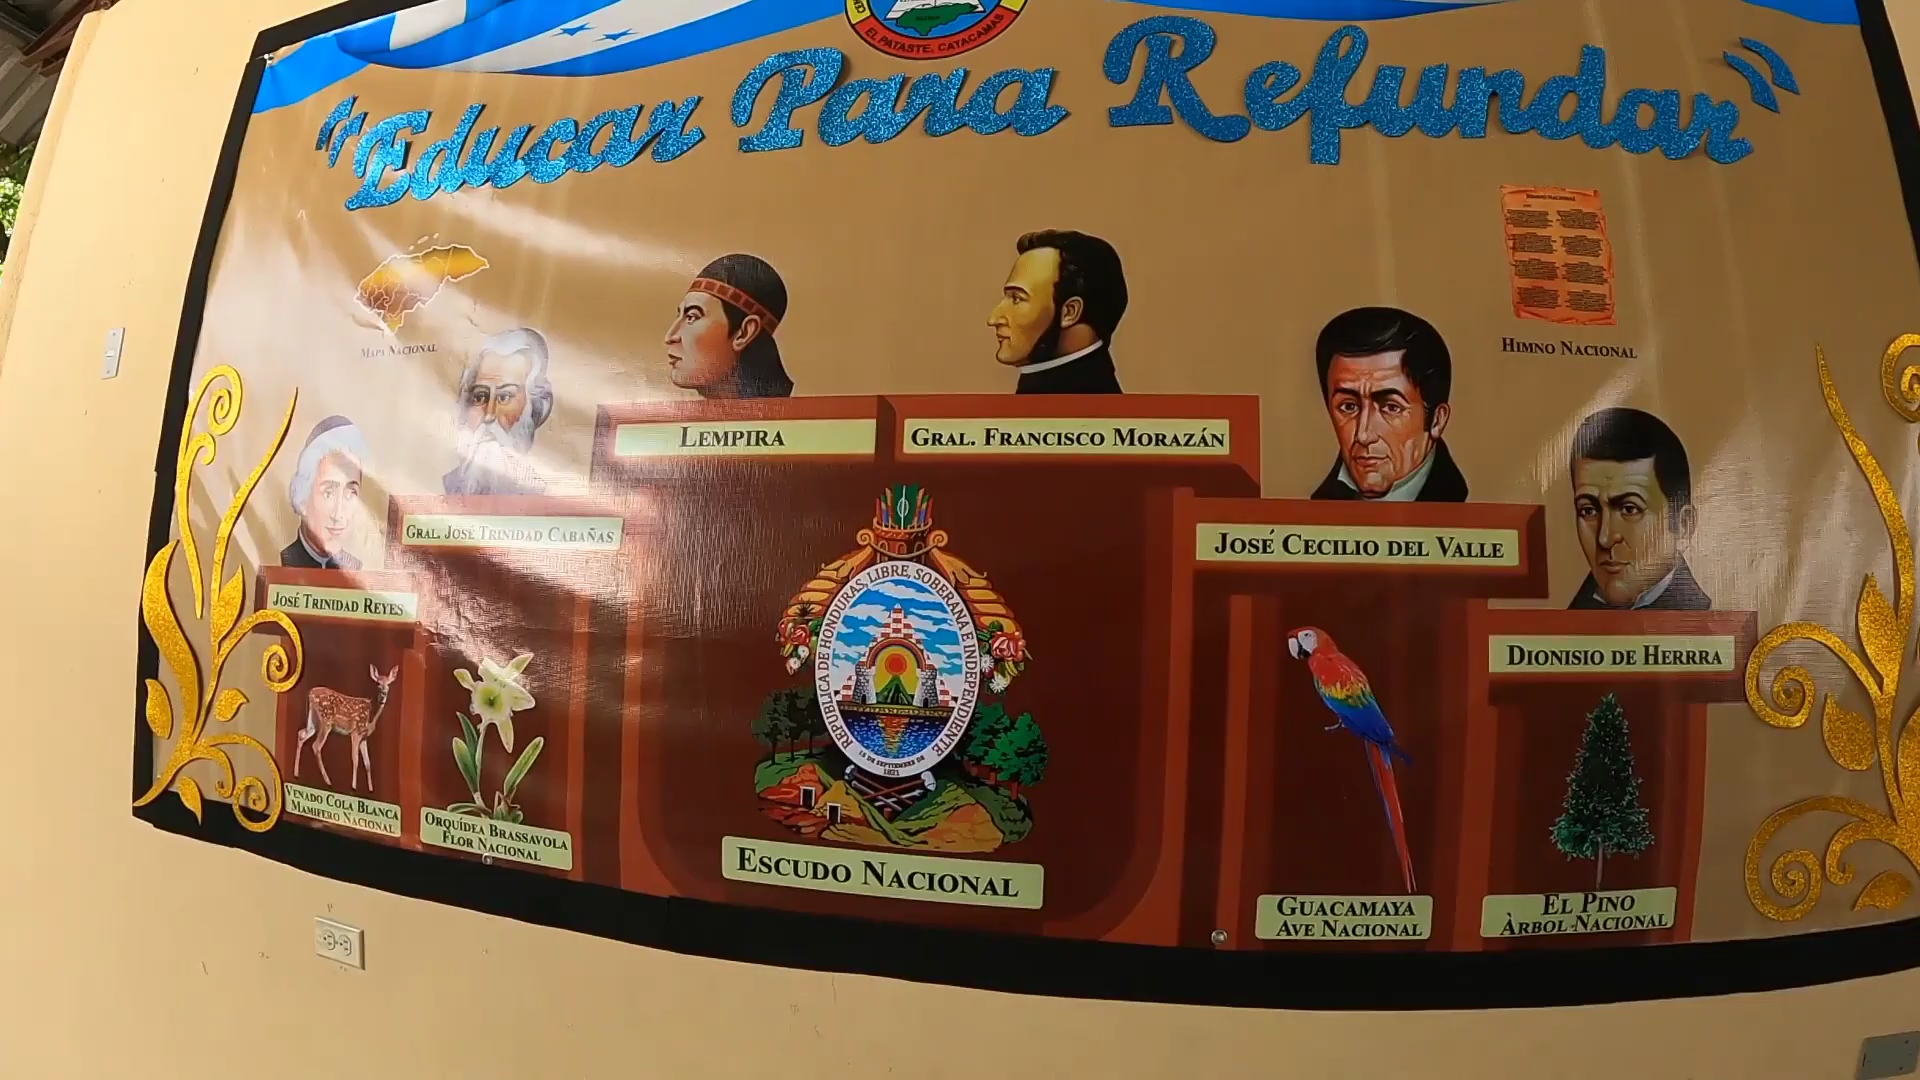 EL PATASTE, CATACAMAS
"Educar Para Refundar"
MAPA NACIONAL
HIMNO NACIONAL
HIMNO NACIONAL
LEMPIRA
GRAL. FRANCISCO MORAZÁN
GRAL. JOSÉ TRINIDAD CABAÑAS
JOSÉ CECILIO DEL VALLE
JOSÉ TRINIDAD REYES
DIONISIO DE HERRRA
REPUBLICA DE HONDURAS, LIBRE, SOBERANA E INDEPENDIENTE
15 DE SEPTIEMBRE DE
1821
VENADO COLA BLANCA
MAMIFERO NACIONAL
ORQUÍDEA BRASSAVOLA
FLOR NACIONAL
ESCUDO NACIONAL
GUACAMAYA
AVE NACIONAL
EL PINO
ÀRBOL NACIONAL